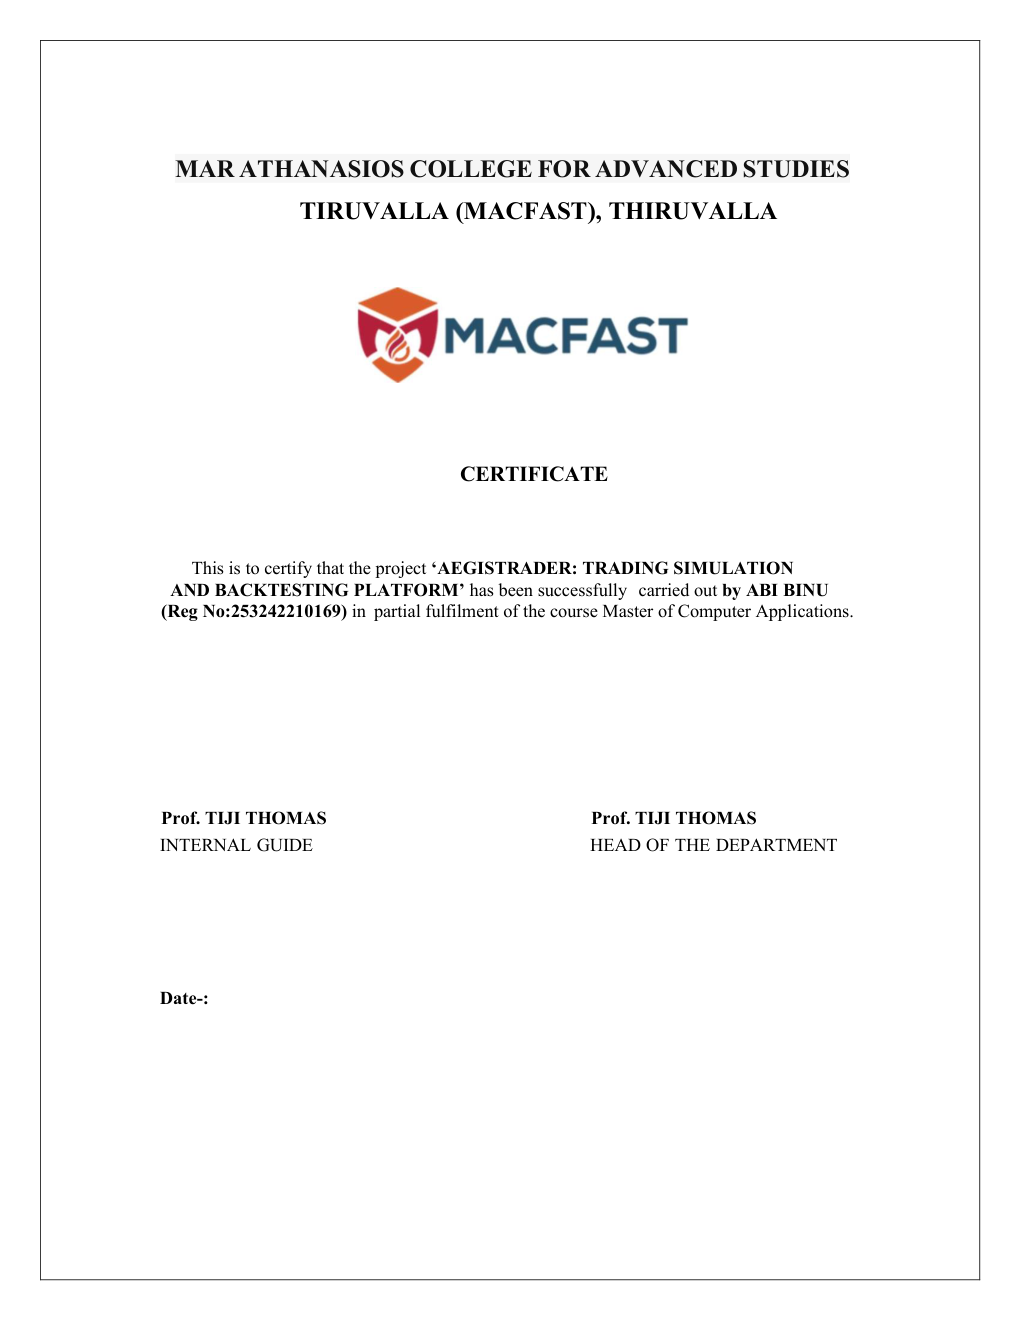 MAR ATHANASIOS COLLEGE FOR ADVANCED STUDIES
TIRUVALLA (MACFAST), THIRUVALLA
MACFAST
CERTIFICATE
This is to certify that the project ‘AEGISTRADER: TRADING SIMULATION
AND BACKTESTING PLATFORM’ has been successfully carried out by ABI BINU
(Reg No:253242210169) in partial fulfilment of the course Master of Computer Applications.
Prof. TIJI THOMAS Prof. TIJI THOMAS
INTERNAL GUIDE HEAD OF THE DEPARTMENT
Date-: